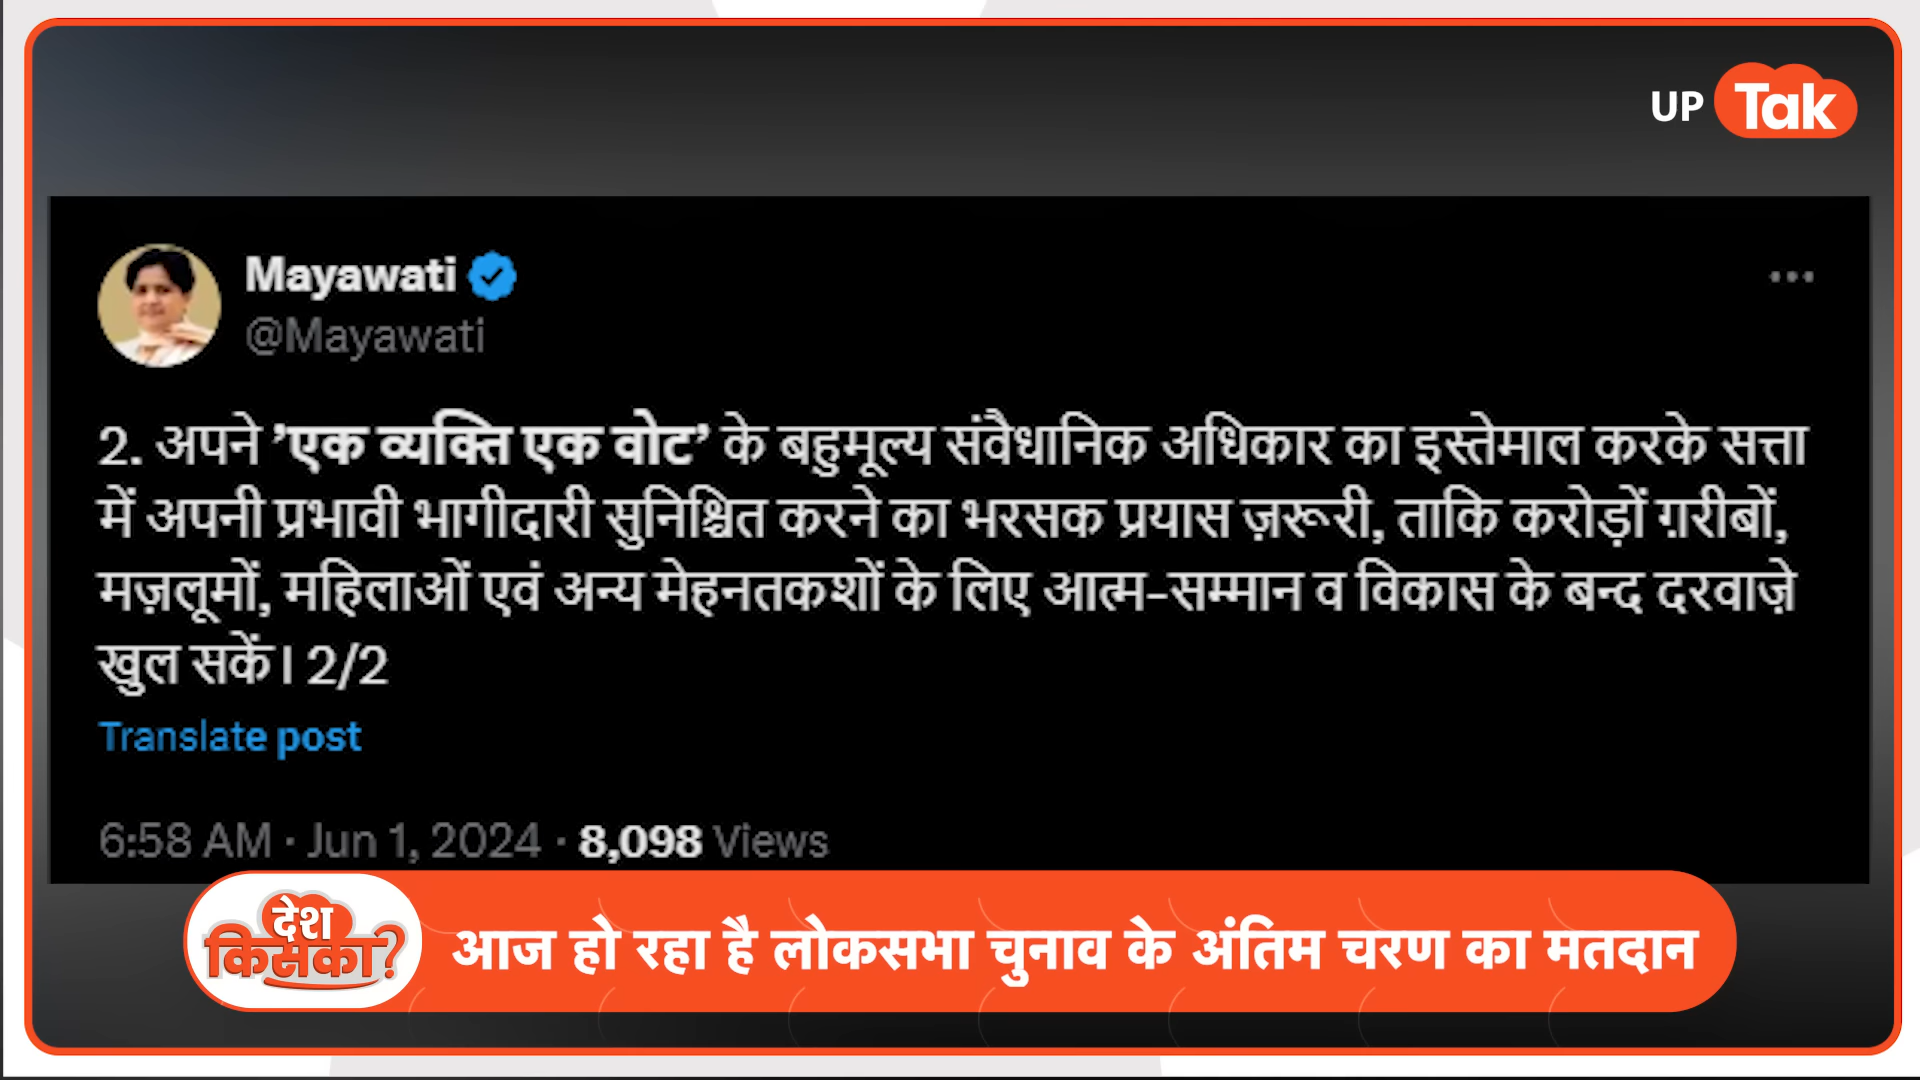 UP Tak
Mayawati
@Mayawati
2. अपने ’एक व्यक्ति एक वोट’ के बहुमूल्य संवैधानिक अधिकार का इस्तेमाल करके सत्ता
में अपनी प्रभावी भागीदारी सुनिश्चित करने का भरसक प्रयास ज़रूरी, ताकि करोड़ों ग़रीबों,
मज़लूमों, महिलाओं एवं अन्य मेहनतकशों के लिए आत्म-सम्मान व विकास के बन्द दरवाज़े
खुल सकें। 2/2
Translate post
6:58 AM · Jun 1, 2024 · 8,098 Views
देश
किसका?
आज हो रहा है लोकसभा चुनाव के अंतिम चरण का मतदान